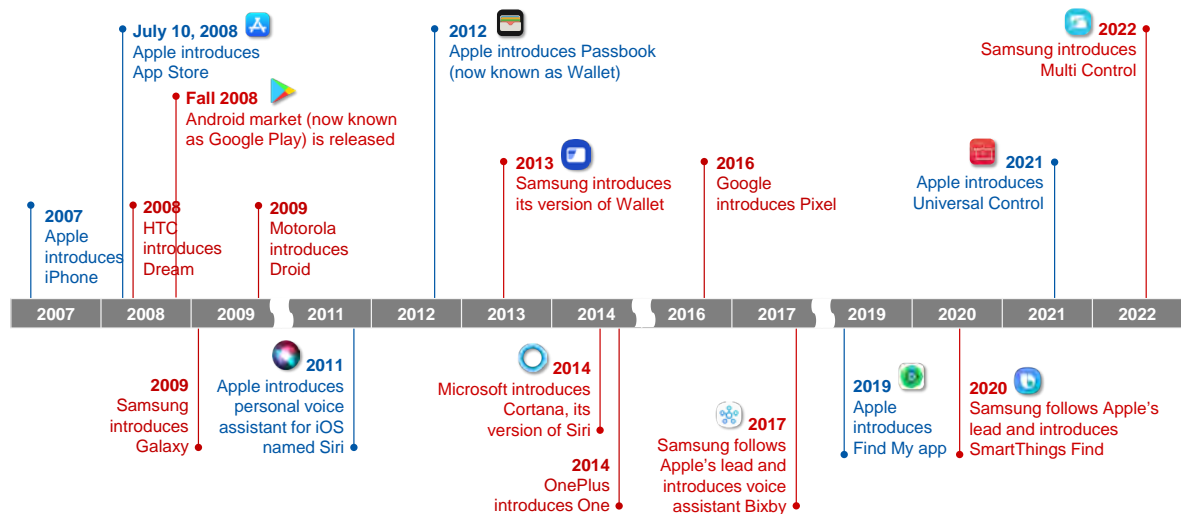 July 10, 2008
Apple introduces
App Store
Fall 2008
Android market (now known
as Google Play) is released
2007
Apple
introduces
iPhone
2008
HTC
introduces
Dream
2009
Motorola
introduces
Droid
2012
Apple introduces Passbook
(now known as Wallet)
2013
Samsung introduces
its version of Wallet
2016
Google
introduces Pixel
2021
Apple introduces
Universal Control
2022
Samsung introduces
Multi Control
2007 2008 2009 2011 2012 2013 2014 2016 2017 2019 2020 2021 2022
2009
Samsung
introduces
Galaxy
2011
Apple introduces
personal voice
assistant for iOS
named Siri
2014
Microsoft introduces
Cortana, its
version of Siri
2014
OnePlus
introduces One
2017
Samsung follows
Apple's lead and
introduces voice
assistant Bixby
2019
Apple
introduces
Find My app
2020
Samsung follows Apple's
lead and introduces
SmartThings Find